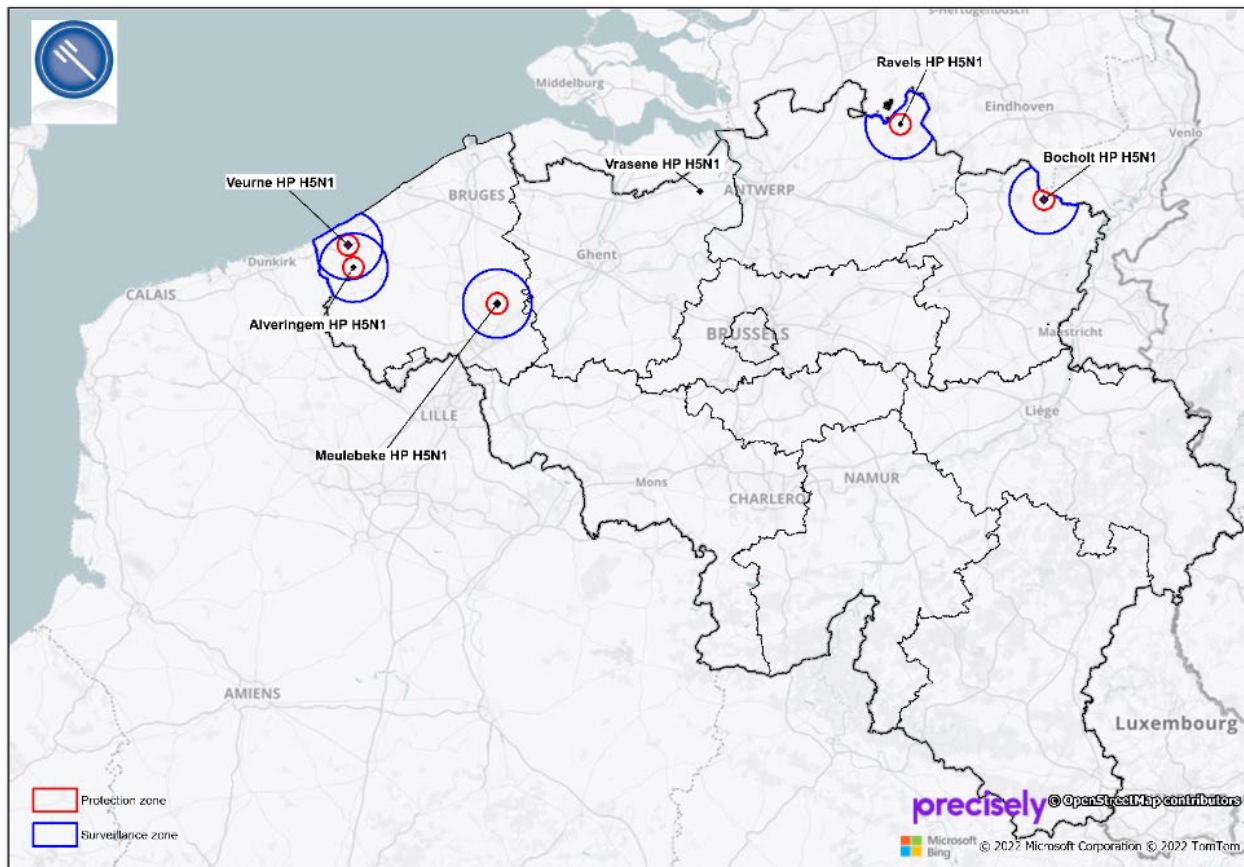 's-Hertogenbosch
Middelburg
Ravels HP H5N1
Eindhoven
Venlo
Vrasene HP H5N1
Bocholt HP H5N1
Veurne HP H5N1
BRUGES
ANTWERP
Dunkirk
Ghent
CALAIS
Alveringem HP H5N1
BRUSSELS
Maastricht
LILLE
Liège
Meulebeke HP H5N1
Mons
NAMUR
CHARLERO
AMIENS
Luxembourg
Protection zone
Surveillance zone
precisely © OpenStreetMap contributors
Microsoft
Bing
© 2022 Microsoft Corporation © 2022 TomTom